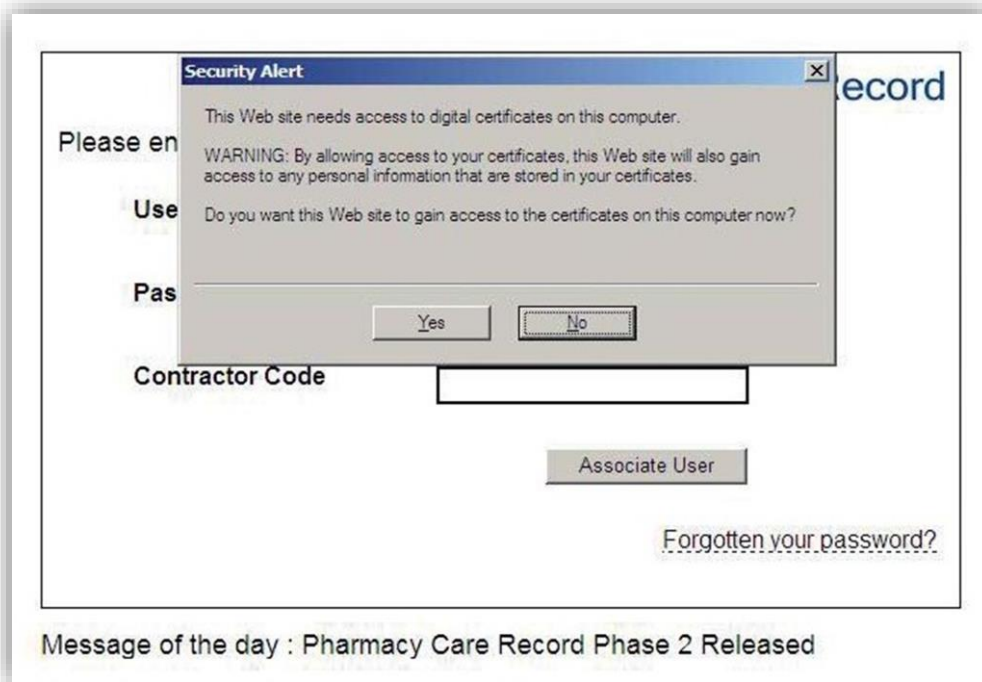 Security Alert
ecord
This Web site needs access to digital certificates on this computer.
Please en
WARNING: By allowing access to your certificates, this Web site will also gain
access to any personal information that are stored in your certificates.
Use
Do you want this Web site to gain access to the certificates on this computer now?
Pas
Yes No
Contractor Code
Associate User
Forgotten your password?
Message of the day : Pharmacy Care Record Phase 2 Released